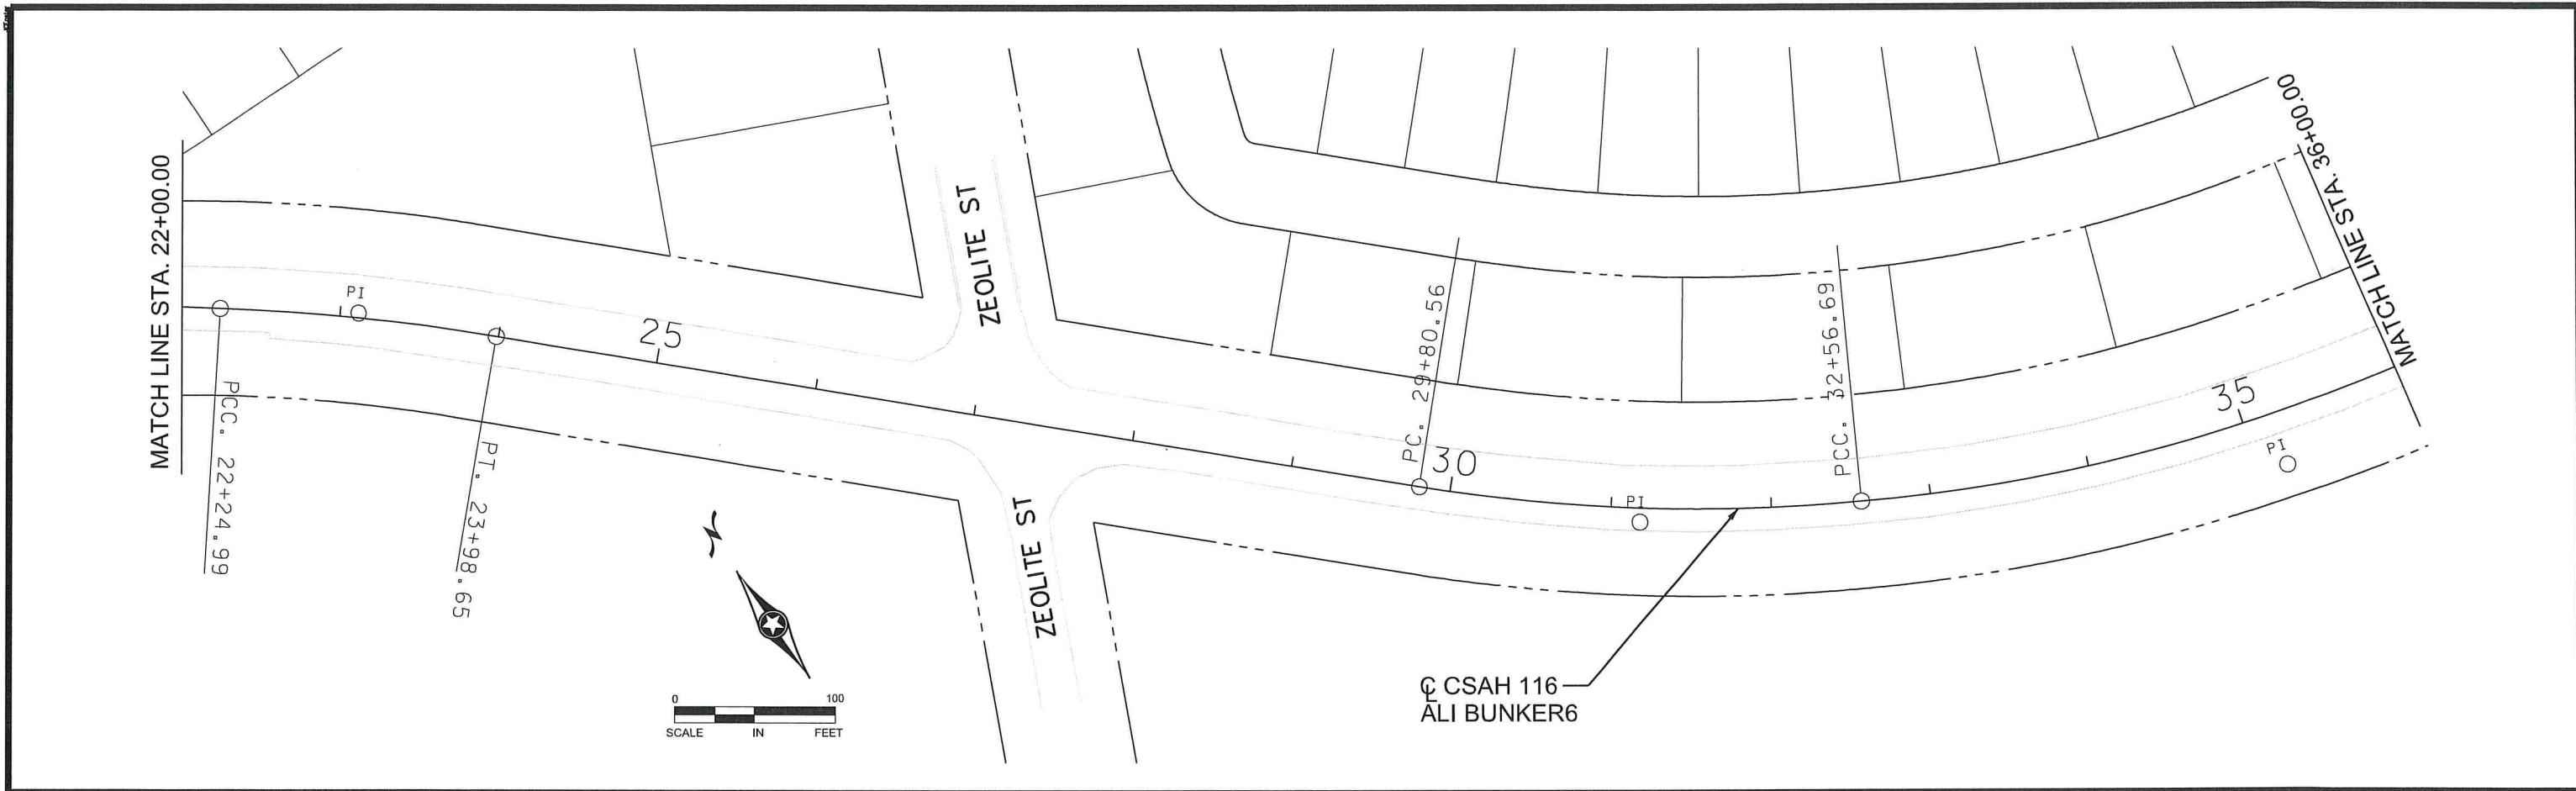 MATCH LINE STA. 22+00.00
PCC. 22+24.99
PI
PT. 23+98.65
25
ZEOLITE ST
ZEOLITE ST
0 100
SCALE IN FEET
PC. 29+80.56
30
PI
℄ CSAH 116
ALI BUNKER6
PCC. 32+56.69
35
PI
MATCH LINE STA. 36+00.00